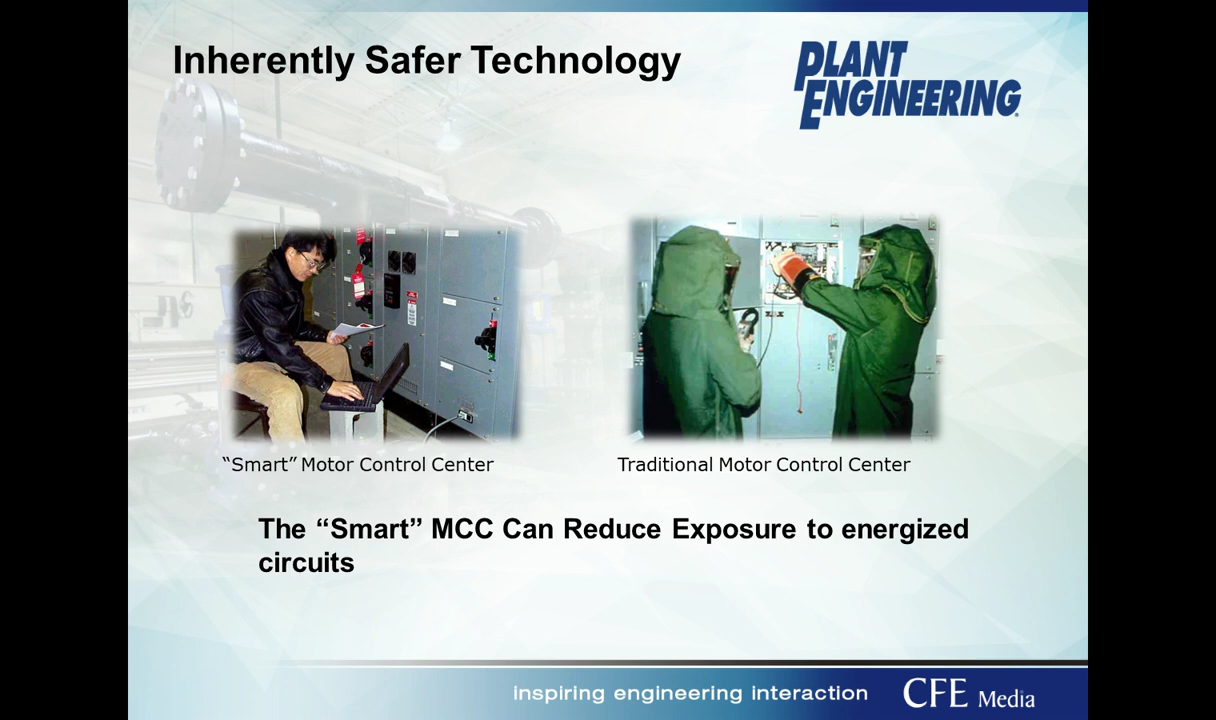 Inherently Safer Technology
PLANT
ENGINEERING
“Smart” Motor Control Center
Traditional Motor Control Center
The “Smart” MCC Can Reduce Exposure to energized
circuits
inspiring engineering interaction
CFE Media